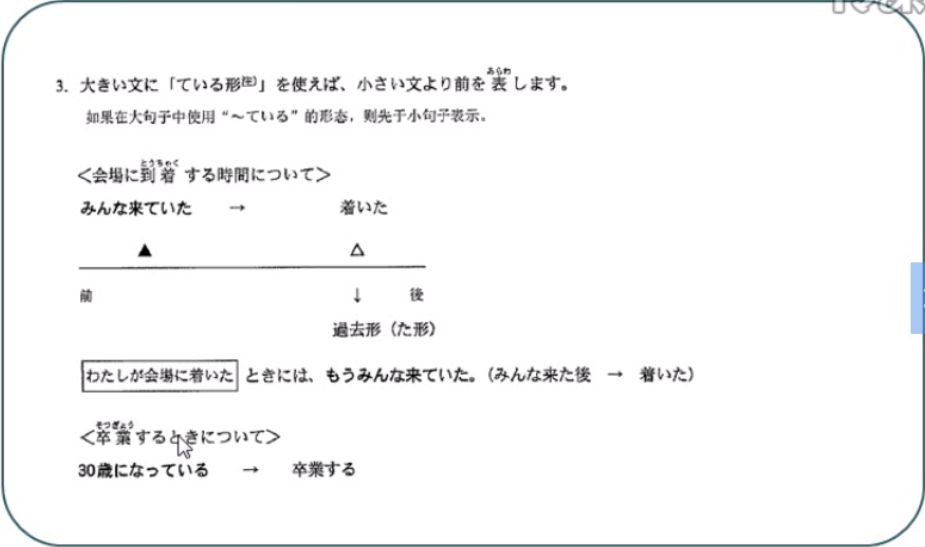 3. 大きい文に「ている形(注)」を使えば、小さい文より前を表します。
あらわ
如果在大句子中使用“～ている”的形态，则先于小句子表示。
とうちゃく
＜会場に到着する時間について＞
みんな来ていた → 着いた
▲ △
前 ↓ 後
過去形（た形）
わたしが会場に着いた ときには、もうみんな来ていた。（みんな来た後 → 着いた）
そつぎょう
＜卒業するときについて＞
30歳になっている → 卒業する